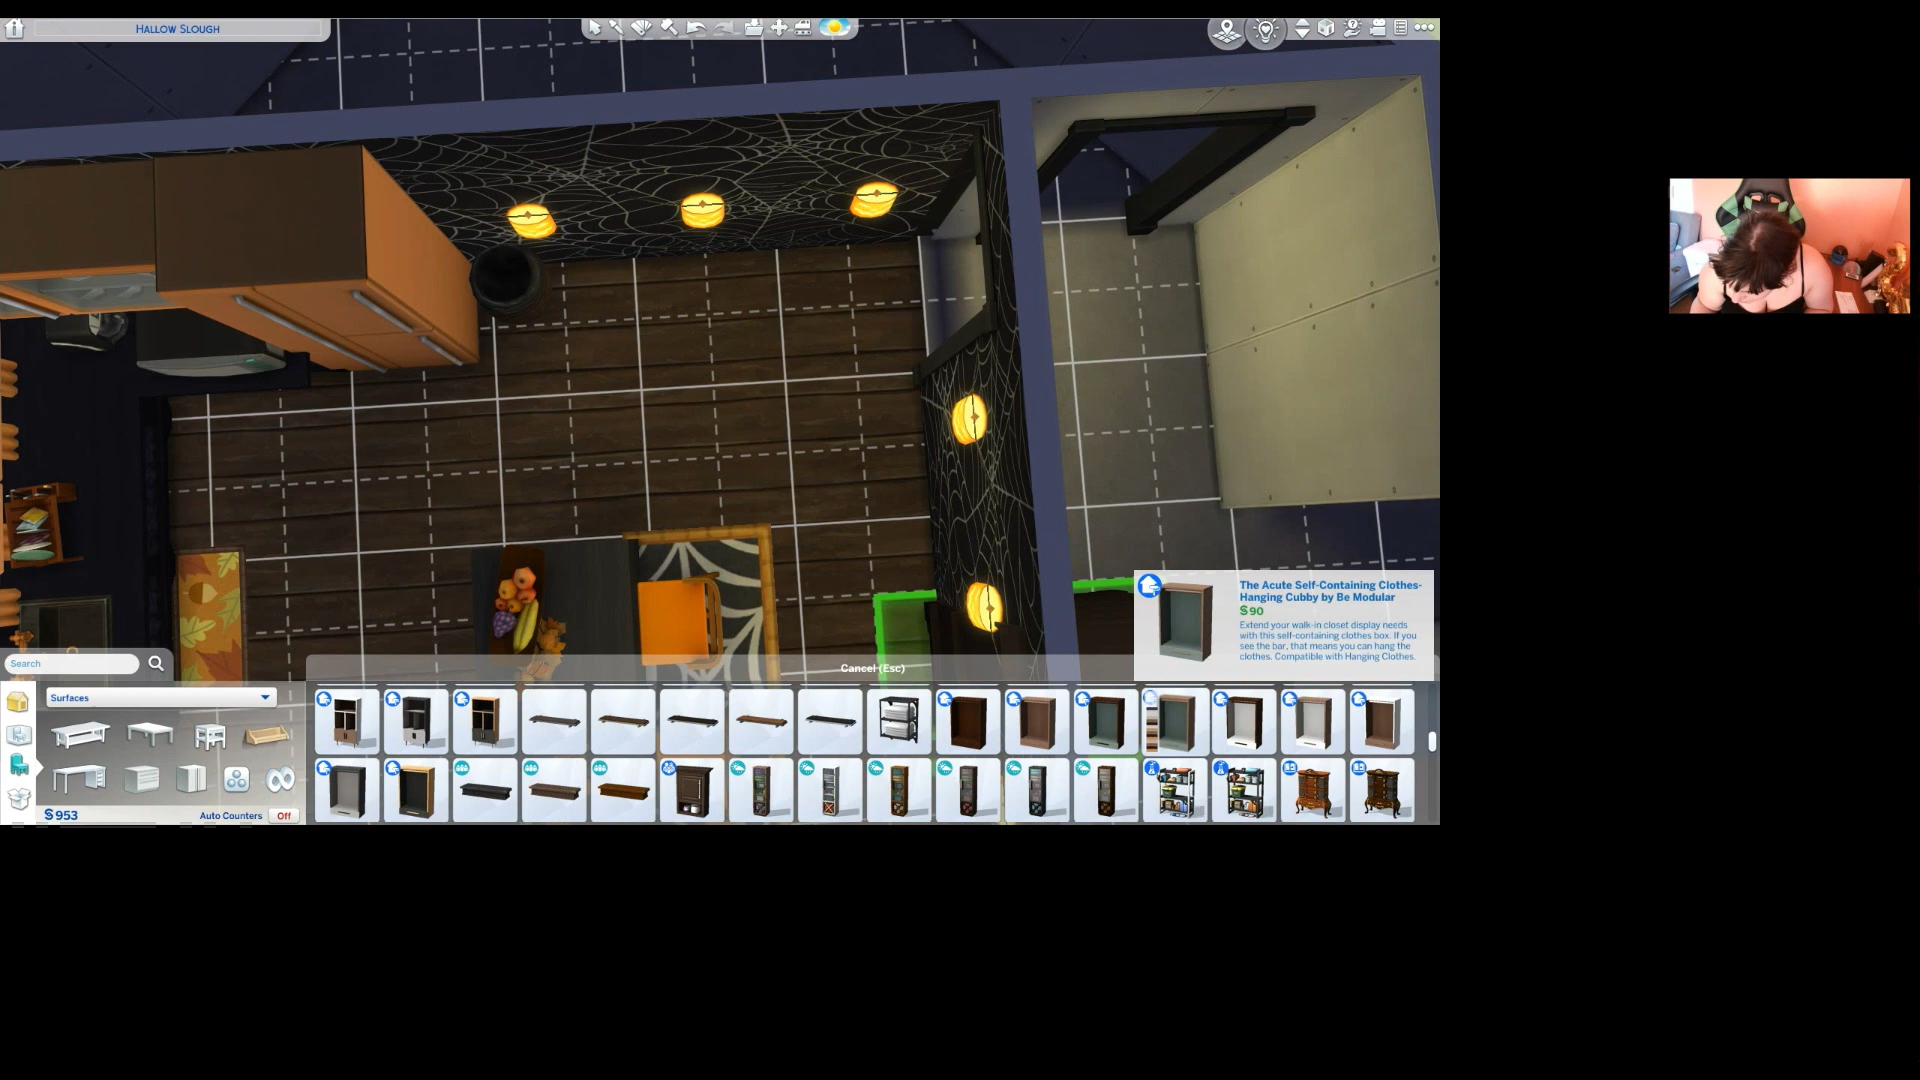 HALLOW SLOUGH
The Acute Self-Containing Clothes-
Hanging Cubby by Be Modular
§90
Extend your walk-in closet display needs
with this self-containing clothes box. If you
see the bar, that means you can hang the
clothes. Compatible with Hanging Clothes.
Search
Cancel (Esc)
Surfaces
§953
Auto Counters
Off